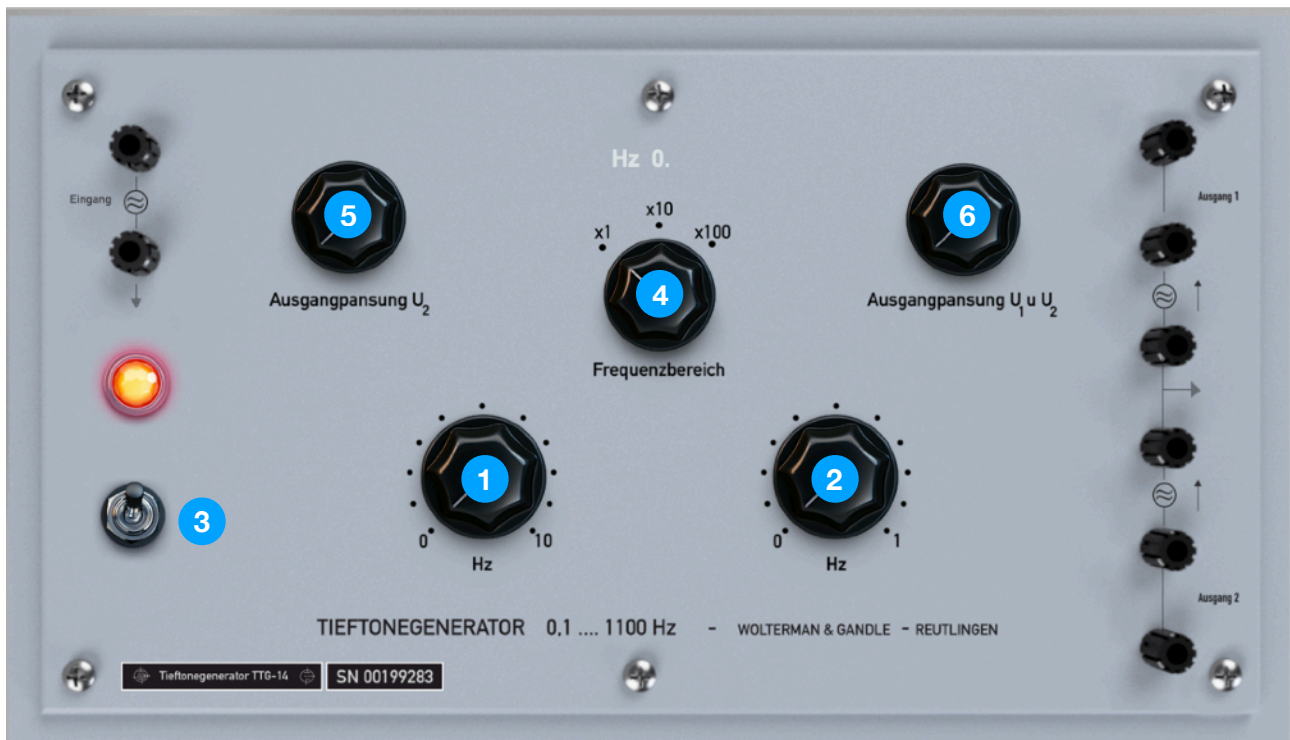 Hz 0.
Eingang
Ausgang 1
5
6
x1
x10
x100
4
Ausgangpansung U2
Ausgangpansung U1 u U2
Frequenzbereich
1
2
3
0
10
0
1
Hz
Hz
Ausgang 2
TIEFTONEGENERATOR 0,1 .... 1100 Hz - WOLTERMAN & GANDLE - REUTLINGEN
Tieftonegenerator TTG-14
SN 00199283